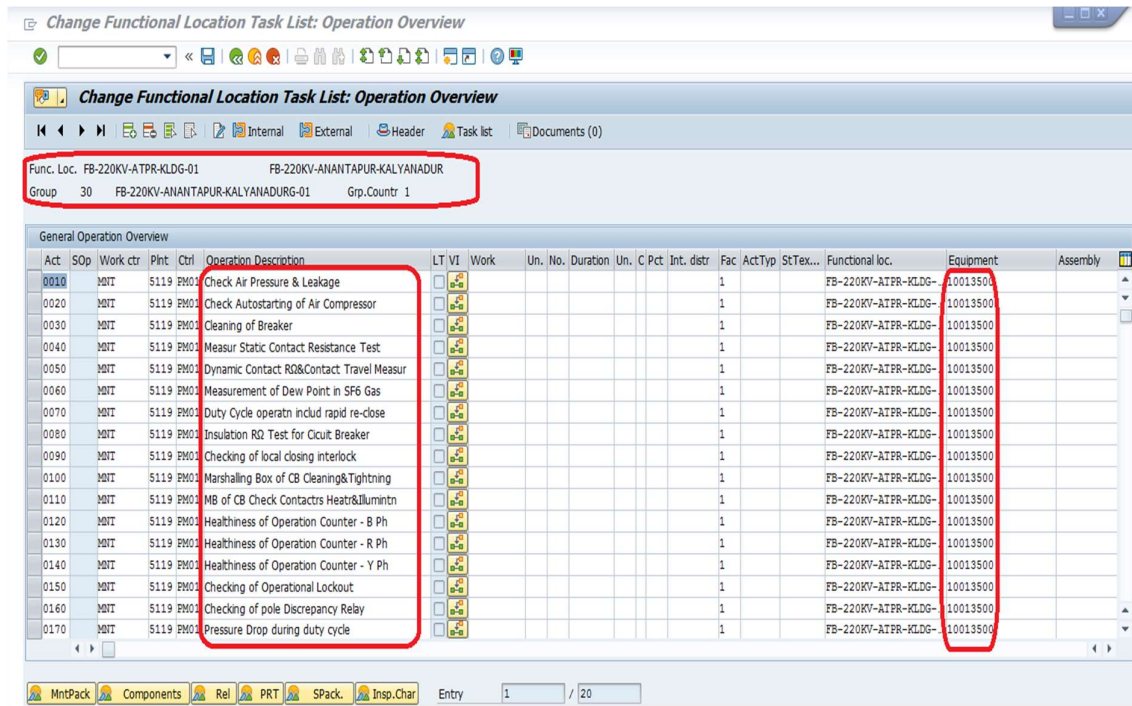 Change Functional Location Task List: Operation Overview
Change Functional Location Task List: Operation Overview
Internal External Header Task list Documents (0)
Func. Loc. FB-220KV-ATPR-KLDG-01 FB-220KV-ANANTAPUR-KALYANADUR
Group 30 FB-220KV-ANANTAPUR-KALYANADURG-01 Grp.Countr 1
General Operation Overview
Act SOp Work ctr Plnt Ctrl Operation Description LT VI Work Un. No. Duration Un. C Pct Int. distr Fac ActTyp StTex... Functional loc. Equipment Assembly
0010 MNT 5119 PM01 Check Air Pressure & Leakage 1 FB-220KV-ATPR-KLDG-.. 10013500
0020 MNT 5119 PM01 Check Autostarting of Air Compressor 1 FB-220KV-ATPR-KLDG-.. 10013500
0030 MNT 5119 PM01 Cleaning of Breaker 1 FB-220KV-ATPR-KLDG-.. 10013500
0040 MNT 5119 PM01 Measur Static Contact Resistance Test 1 FB-220KV-ATPR-KLDG-.. 10013500
0050 MNT 5119 PM01 Dynamic Contact RΩ&Contact Travel Measur 1 FB-220KV-ATPR-KLDG-.. 10013500
0060 MNT 5119 PM01 Measurement of Dew Point in SF6 Gas 1 FB-220KV-ATPR-KLDG-.. 10013500
0070 MNT 5119 PM01 Duty Cycle operatn includ rapid re-close 1 FB-220KV-ATPR-KLDG-.. 10013500
0080 MNT 5119 PM01 Insulation RΩ Test for Cicuit Breaker 1 FB-220KV-ATPR-KLDG-.. 10013500
0090 MNT 5119 PM01 Checking of local closing interlock 1 FB-220KV-ATPR-KLDG-.. 10013500
0100 MNT 5119 PM01 Marshalling Box of CB Cleaning&Tightning 1 FB-220KV-ATPR-KLDG-.. 10013500
0110 MNT 5119 PM01 MB of CB Check Contactrs Heatr&Illumintn 1 FB-220KV-ATPR-KLDG-.. 10013500
0120 MNT 5119 PM01 Healthiness of Operation Counter - B Ph 1 FB-220KV-ATPR-KLDG-.. 10013500
0130 MNT 5119 PM01 Healthiness of Operation Counter - R Ph 1 FB-220KV-ATPR-KLDG-.. 10013500
0140 MNT 5119 PM01 Healthiness of Operation Counter - Y Ph 1 FB-220KV-ATPR-KLDG-.. 10013500
0150 MNT 5119 PM01 Checking of Operational Lockout 1 FB-220KV-ATPR-KLDG-.. 10013500
0160 MNT 5119 PM01 Checking of pole Discrepancy Relay 1 FB-220KV-ATPR-KLDG-.. 10013500
0170 MNT 5119 PM01 Pressure Drop during duty cycle 1 FB-220KV-ATPR-KLDG-.. 10013500
MntPack Components Rel PRT SPack. Insp.Char Entry 1 / 20